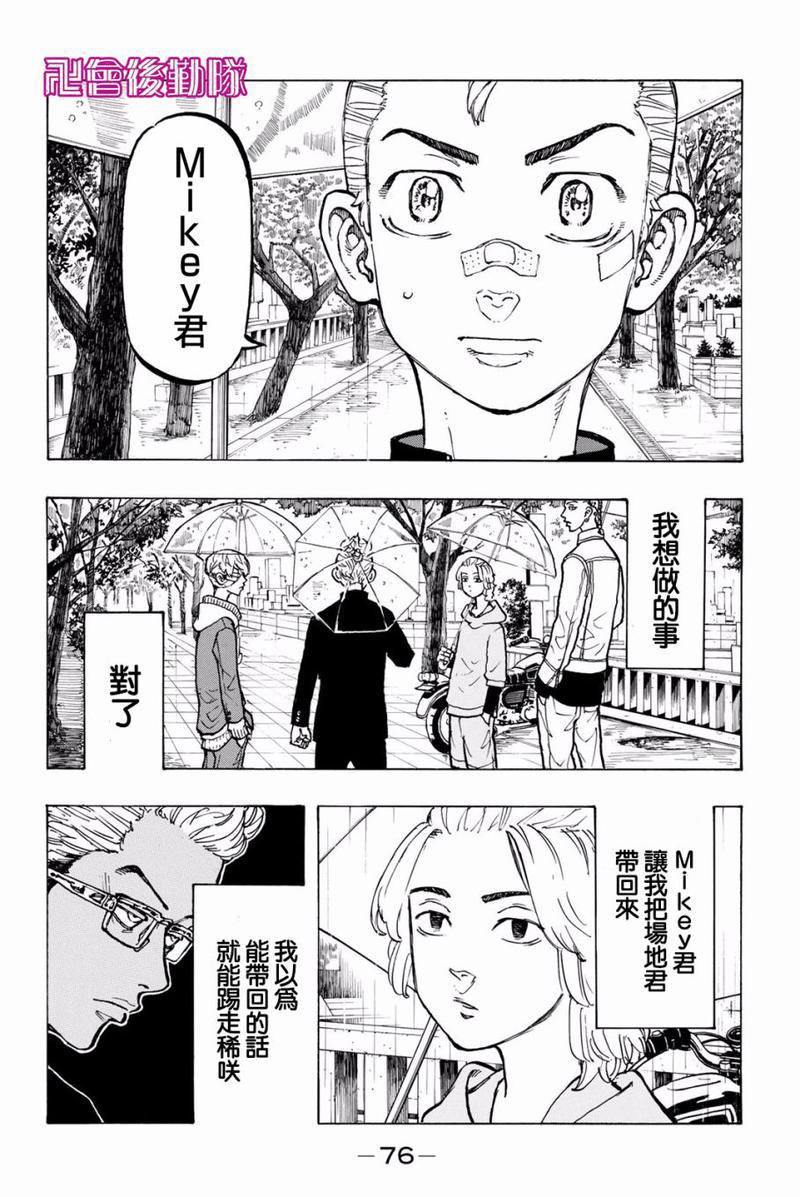 卍會後勤隊
Mikey君
我想做的事
對了
Mikey君
讓我把場地君
帶回來
我以為
能帶回的話
就能踢走稀咲
—76—